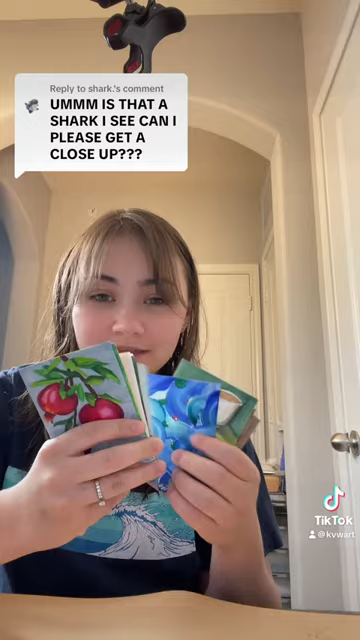 Reply to shark.'s comment
UMMM IS THAT A
SHARK I SEE CAN I
PLEASE GET A
CLOSE UP???
TikTok
@kvwart